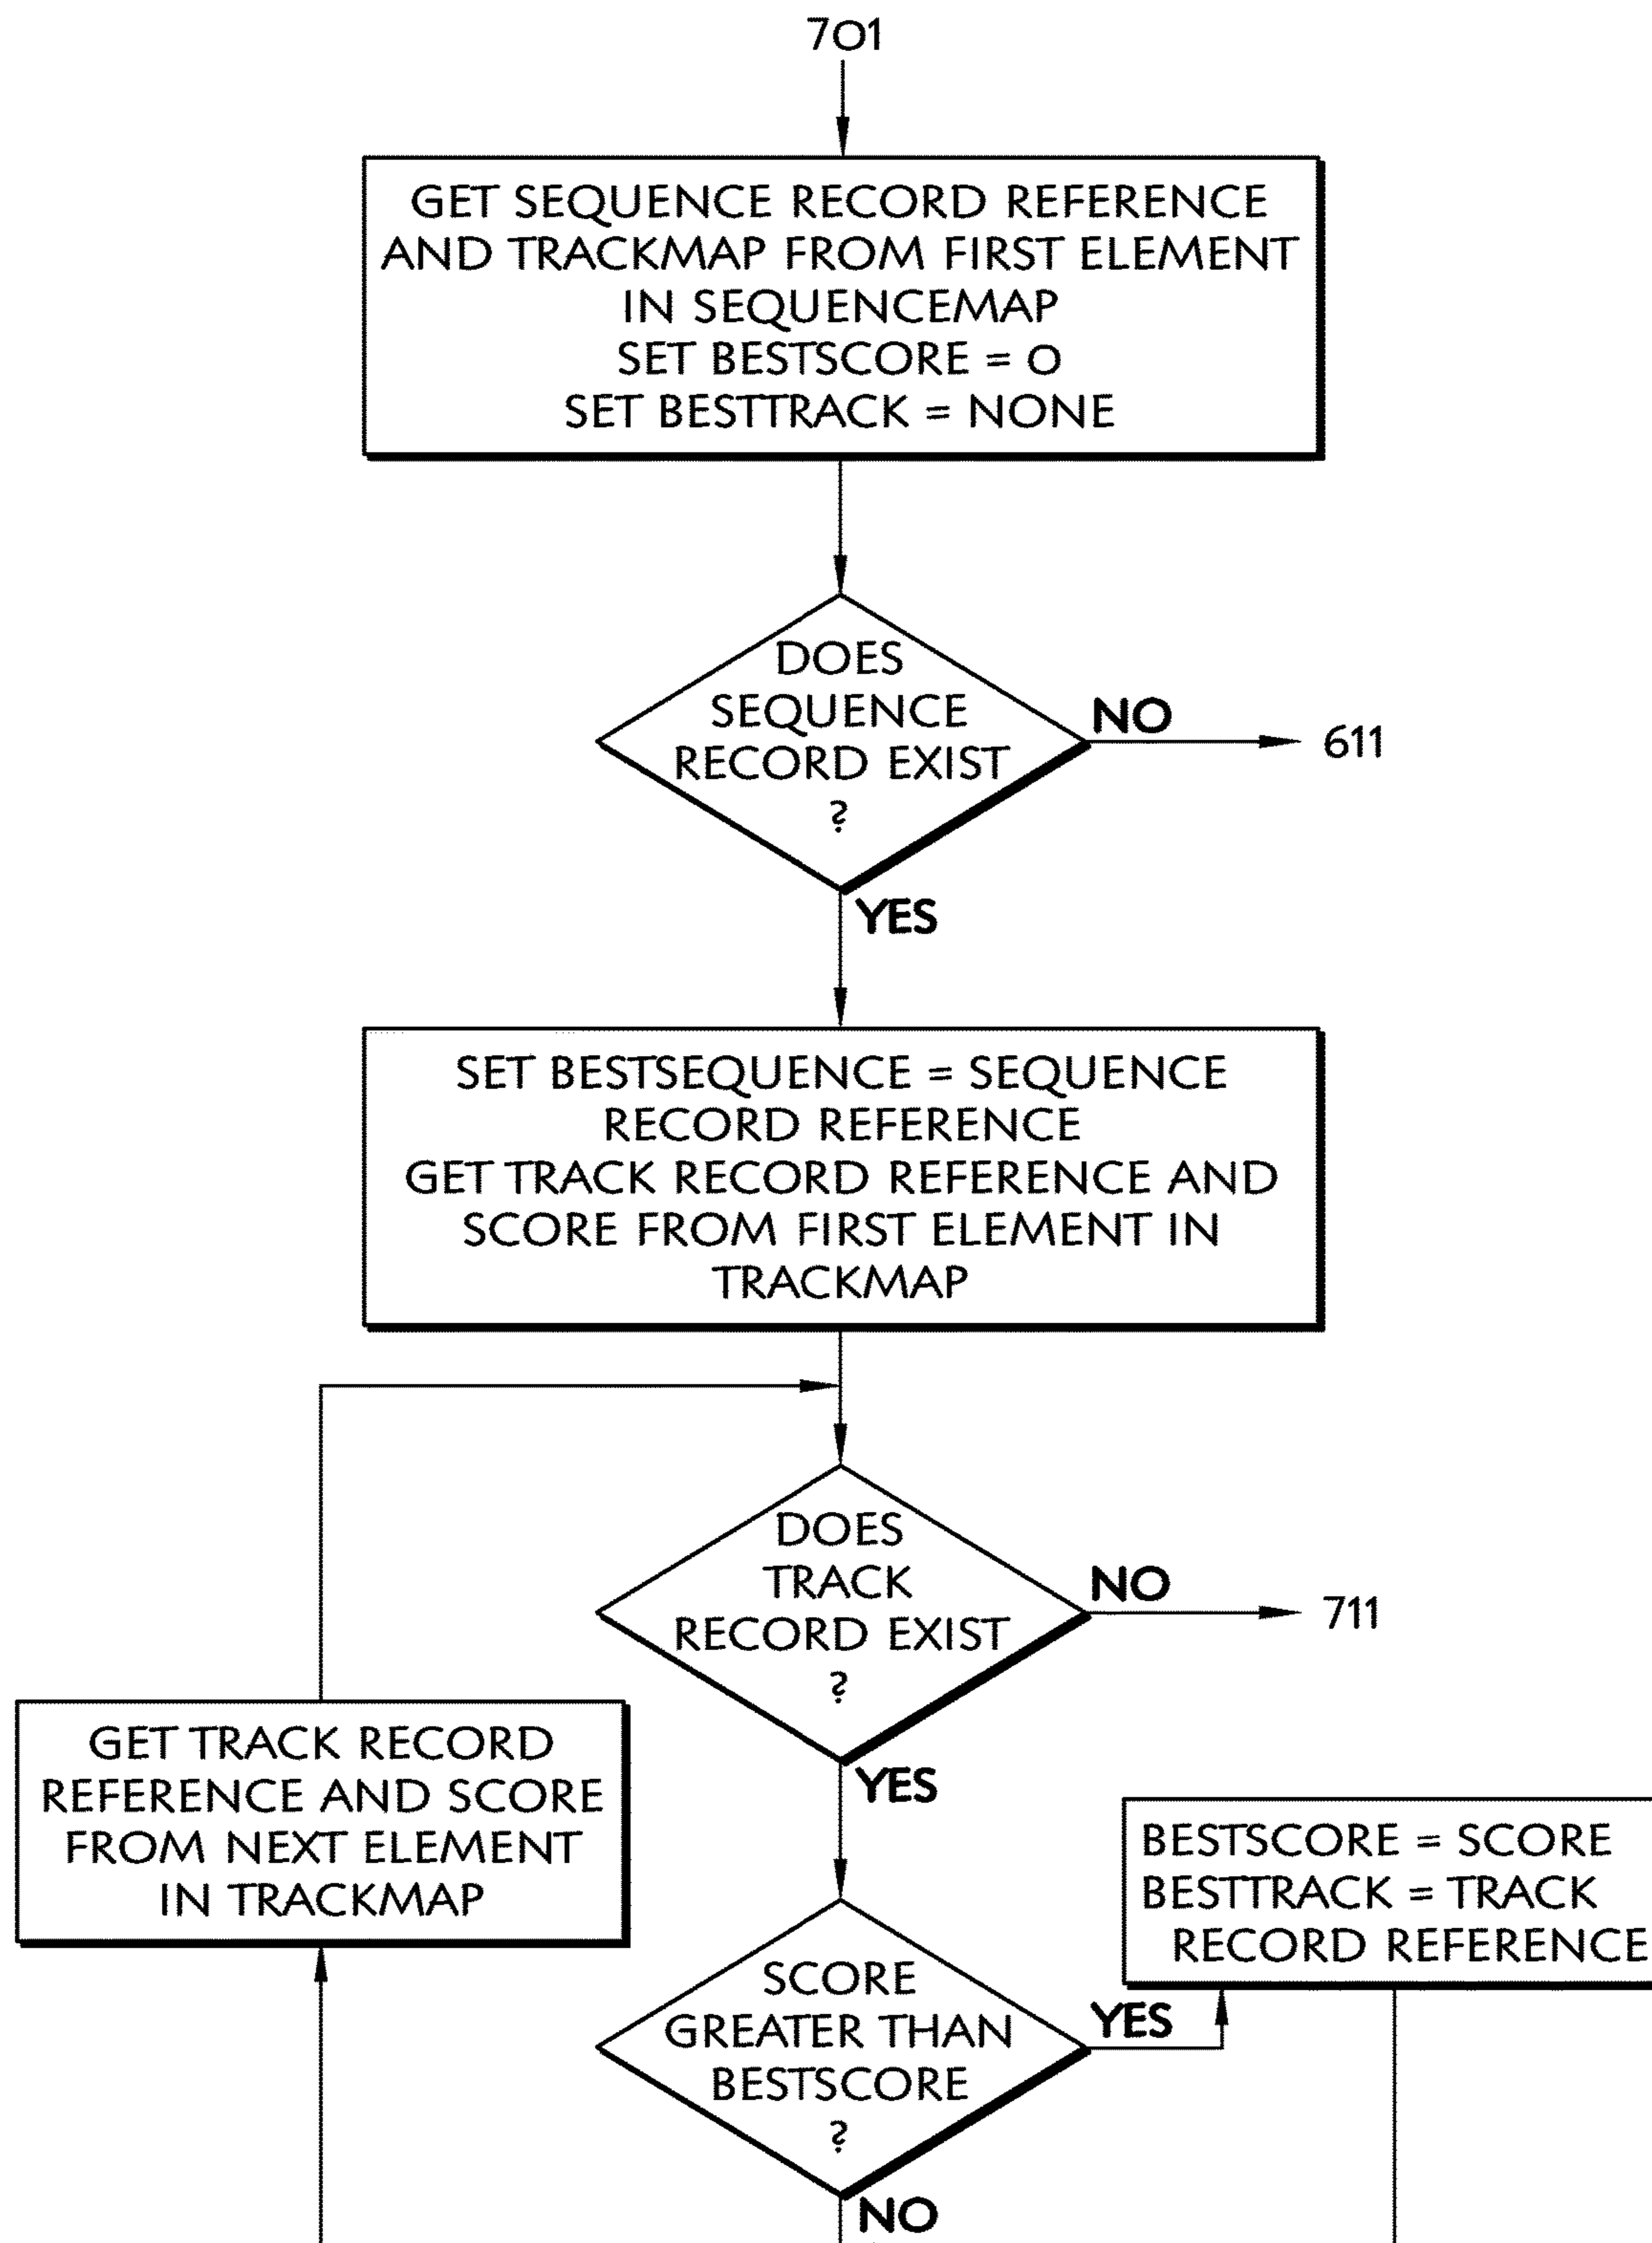 701
GET SEQUENCE RECORD REFERENCE
AND TRACKMAP FROM FIRST ELEMENT
IN SEQUENCEMAP
SET BESTSCORE = 0
SET BESTTRACK = NONE
DOES
SEQUENCE
RECORD EXIST
?
NO
611
YES
SET BESTSEQUENCE = SEQUENCE
RECORD REFERENCE
GET TRACK RECORD REFERENCE AND
SCORE FROM FIRST ELEMENT IN
TRACKMAP
DOES
TRACK
RECORD EXIST
?
NO
711
YES
GET TRACK RECORD
REFERENCE AND SCORE
FROM NEXT ELEMENT
IN TRACKMAP
SCORE
GREATER THAN
BESTSCORE
?
YES
BESTSCORE = SCORE
BESTTRACK = TRACK
RECORD REFERENCE
NO